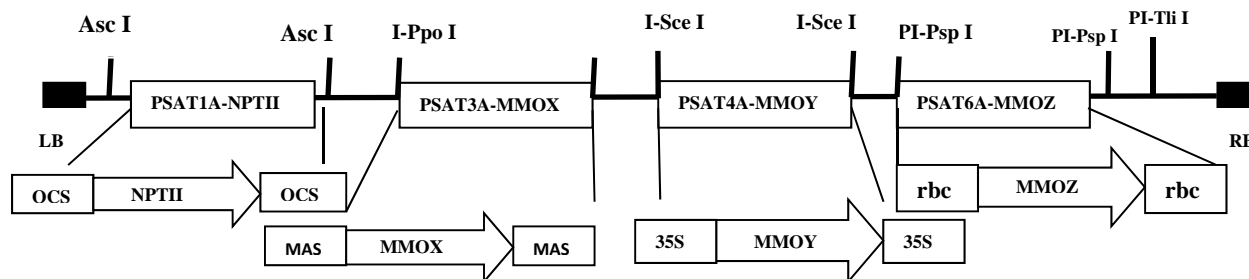 Asc I Asc I I-Ppo I I-Sce I I-Sce I PI-Psp I PI-Psp I PI-Tli I
PSAT1A-NPTII PSAT3A-MMOX PSAT4A-MMOY PSAT6A-MMOZ
LB RB
OCS NPTII OCS rbc MMOZ rbc
MAS MMOX MAS 35S MMOY 35S